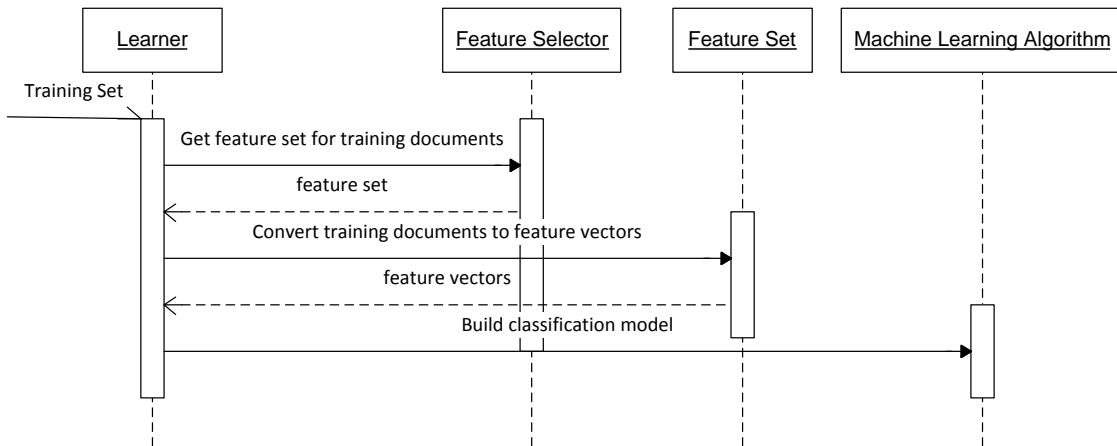 Learner
Feature Selector
Feature Set
Machine Learning Algorithm
Training Set
Get feature set for training documents
feature set
Convert training documents to feature vectors
feature vectors
Build classification model